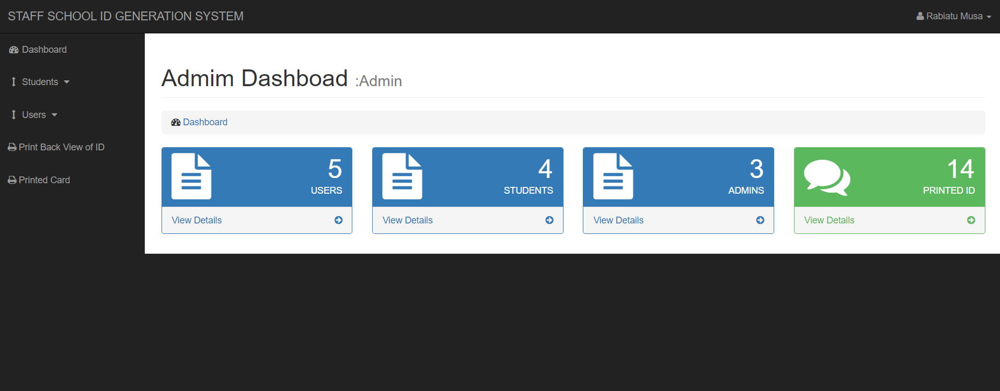 STAFF SCHOOL ID GENERATION SYSTEM
Rabiatu Musa
Dashboard
Students
Users
Print Back View of ID
Printed Card
Admim Dashboad :Admin
Dashboard
5
USERS
View Details
4
STUDENTS
View Details
3
ADMINS
View Details
14
PRINTED ID
View Details